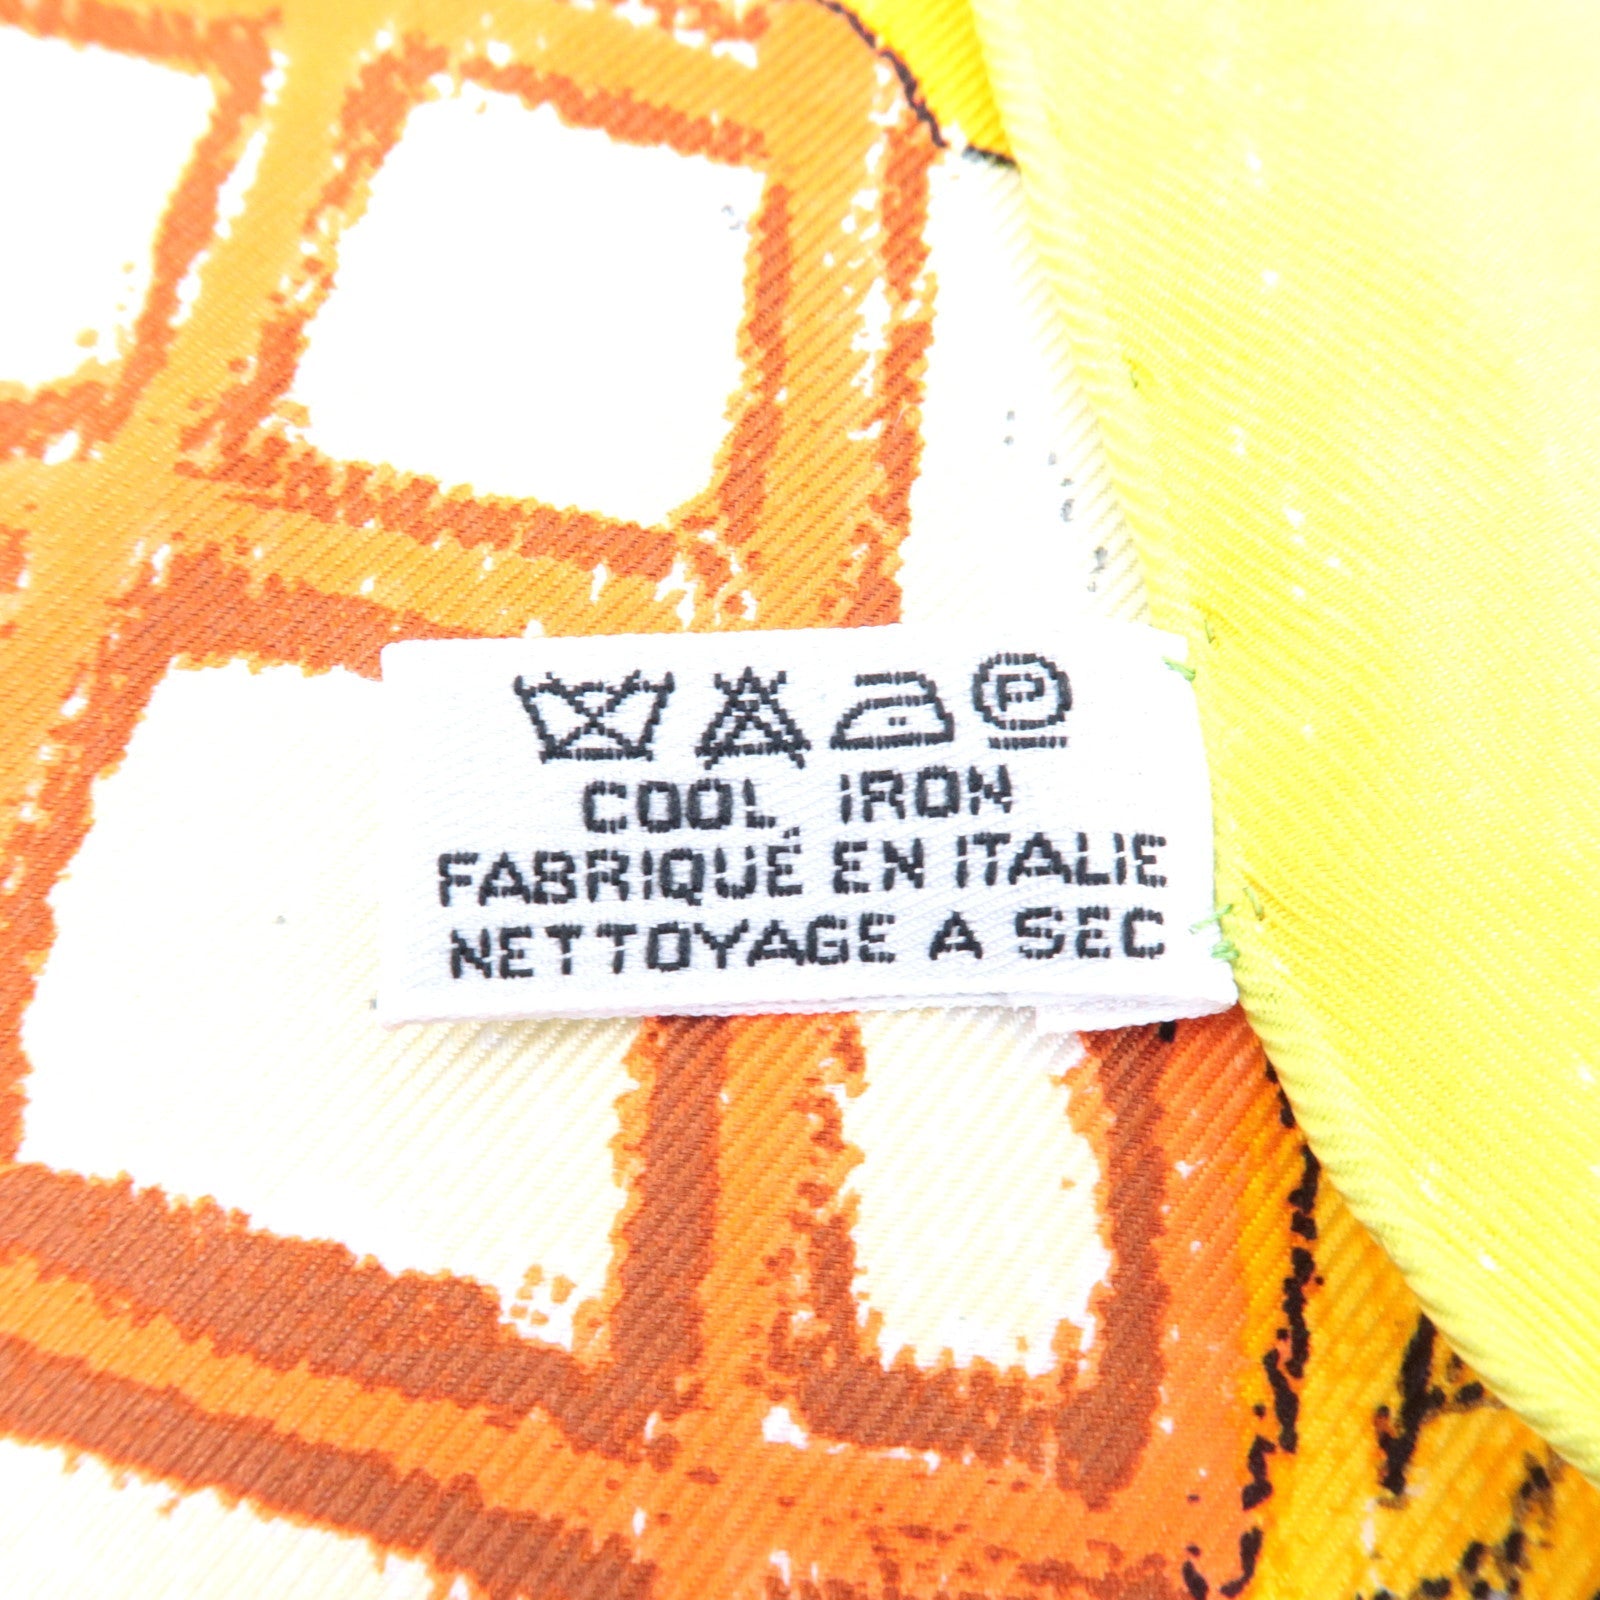 P
COOL IRON
FABRIQUÉ EN ITALIE
NETTOYAGE A SEC